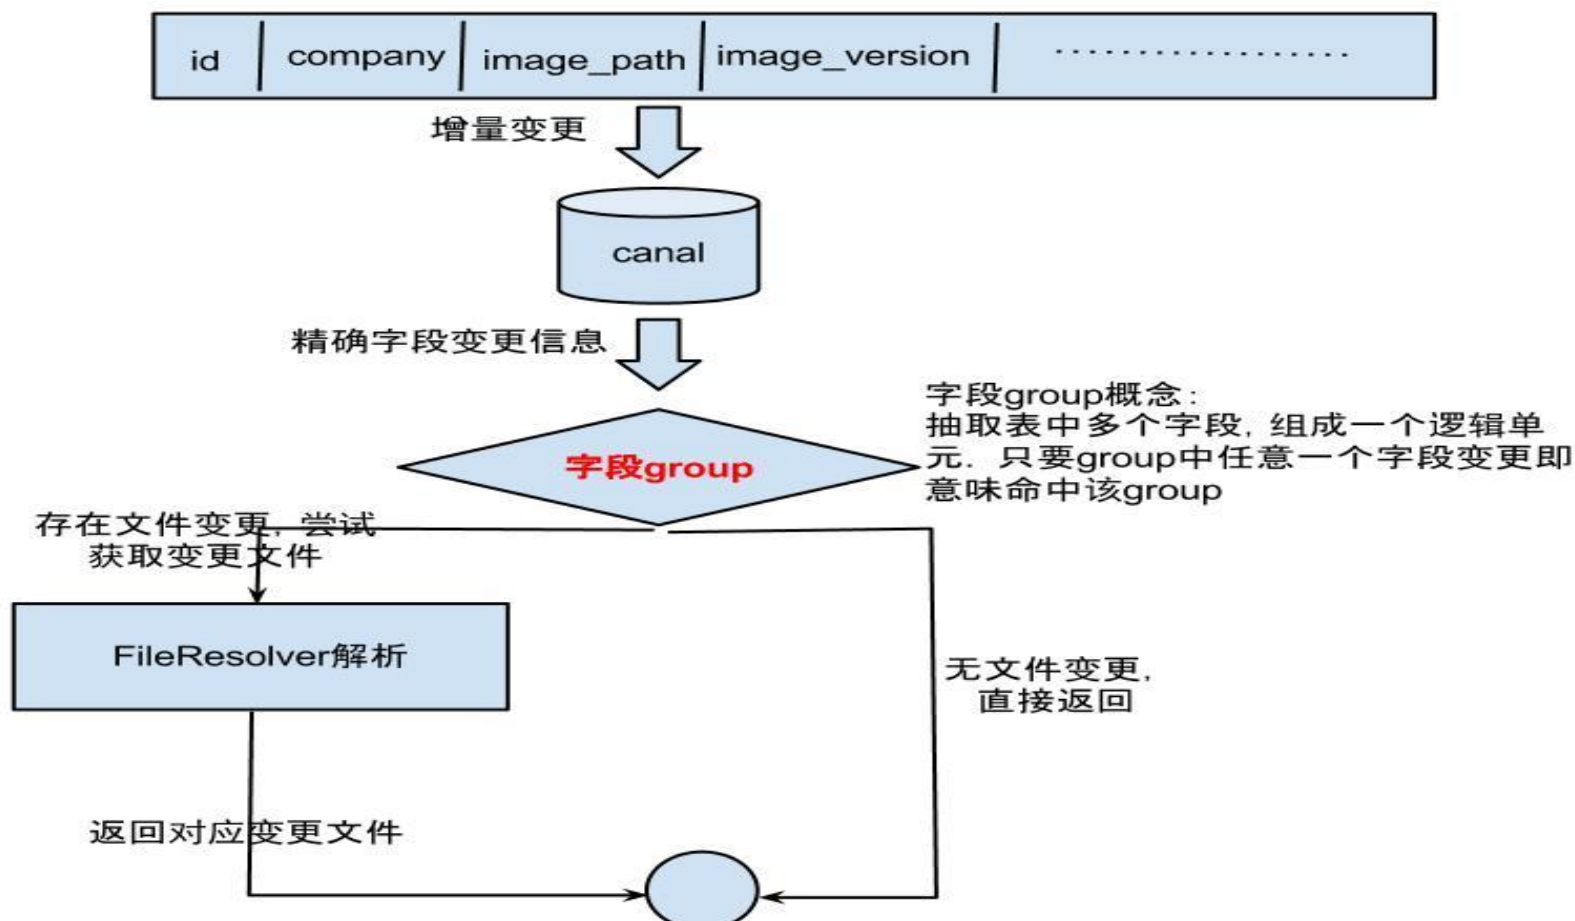 id company image_path image_version ...................
增量变更
canal
精确字段变更信息
字段group概念:
抽取表中多个字段, 组成一个逻辑单
元. 只要group中任意一个字段变更即
意味命中该group
字段group
存在文件变更, 尝试
获取变更文件
FileResolver解析
无文件变更,
直接返回
返回对应变更文件